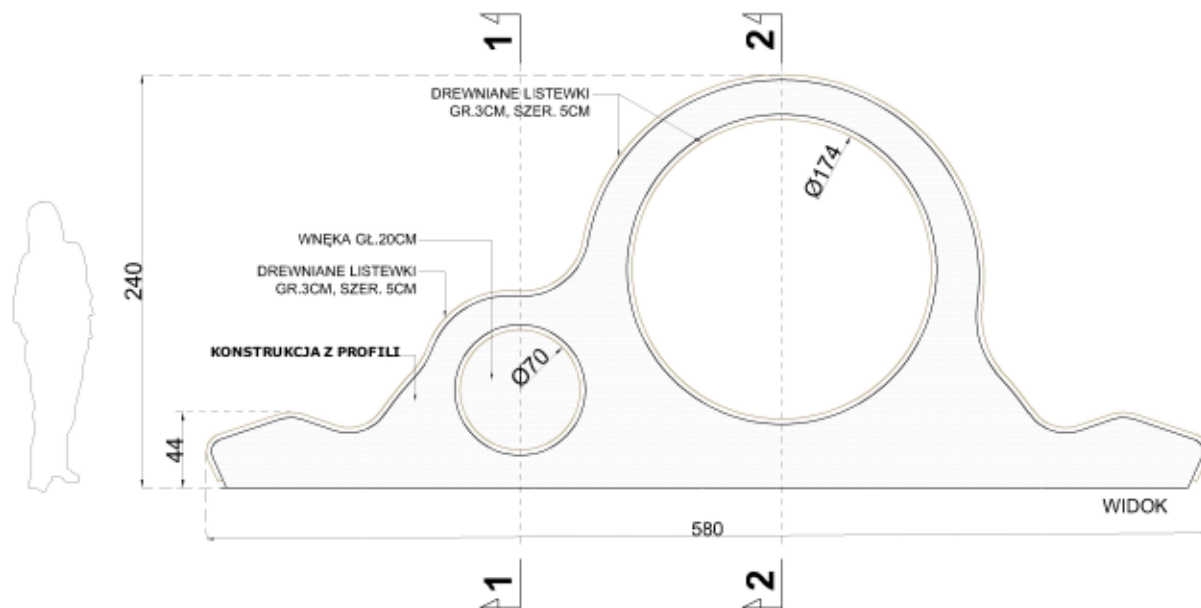 1
2
DREWNIANE LISTEWKI
GR.3CM, SZER. 5CM
Ø174
WNĘKA GŁ.20CM
240
DREWNIANE LISTEWKI
GR.3CM, SZER. 5CM
KONSTRUKCJA Z PROFILI
Ø70
44
WIDOK
580
1
2